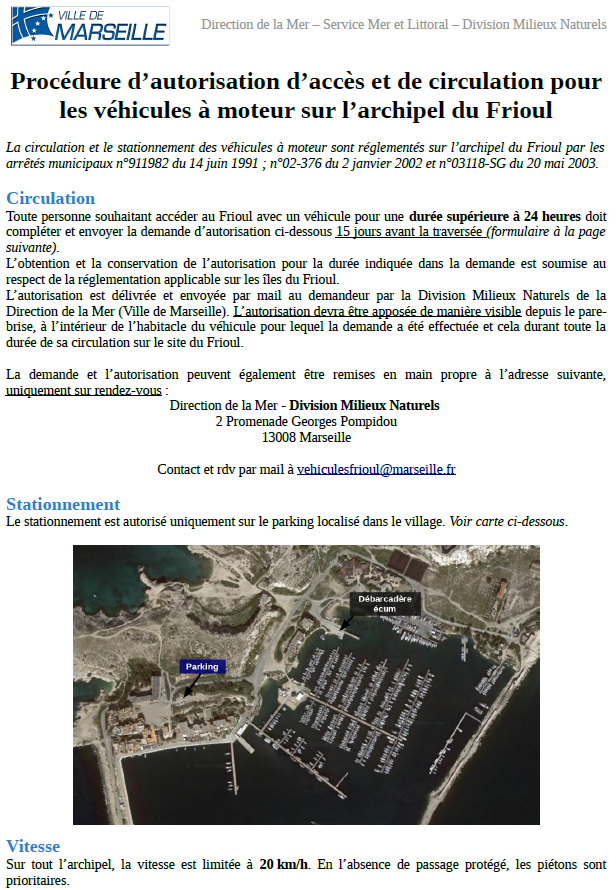 VILLE DE
MARSEILLE
Direction de la Mer – Service Mer et Littoral – Division Milieux Naturels
Procédure d’autorisation d’accès et de circulation pour
les véhicules à moteur sur l’archipel du Frioul
La circulation et le stationnement des véhicules à moteur sont réglementés sur l’archipel du Frioul par les
arrêtés municipaux n°911982 du 14 juin 1991 ; n°02-376 du 2 janvier 2002 et n°03118-SG du 20 mai 2003.
Circulation
Toute personne souhaitant accéder au Frioul avec un véhicule pour une durée supérieure à 24 heures doit
compléter et envoyer la demande d’autorisation ci-dessous 15 jours avant la traversée (formulaire à la page
suivante).
L’obtention et la conservation de l’autorisation pour la durée indiquée dans la demande est soumise au
respect de la réglementation applicable sur les îles du Frioul.
L’autorisation est délivrée et envoyée par mail au demandeur par la Division Milieux Naturels de la
Direction de la Mer (Ville de Marseille). L’autorisation devra être apposée de manière visible depuis le pare-
brise, à l’intérieur de l’habitacle du véhicule pour lequel la demande a été effectuée et cela durant toute la
durée de sa circulation sur le site du Frioul.
La demande et l’autorisation peuvent également être remises en main propre à l’adresse suivante,
uniquement sur rendez-vous :
Direction de la Mer - Division Milieux Naturels
2 Promenade Georges Pompidou
13008 Marseille
Contact et rdv par mail à vehiculesfrioul@marseille.fr
Stationnement
Le stationnement est autorisé uniquement sur le parking localisé dans le village. Voir carte ci-dessous.
Débarcadère
écum
Parking
Vitesse
Sur tout l’archipel, la vitesse est limitée à 20 km/h. En l’absence de passage protégé, les piétons sont
prioritaires.